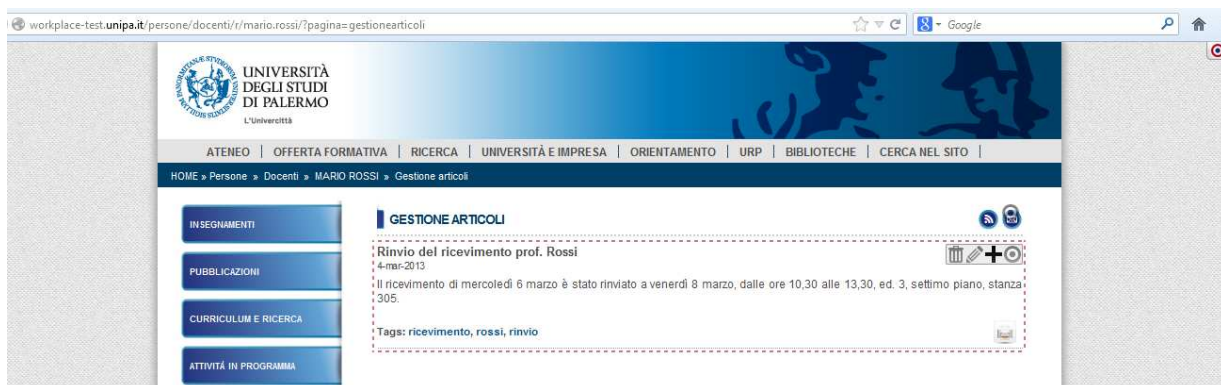 workplace-test.unipa.it/persone/docenti/r/mario.rossi/?pagina=gestionearticoli
Google
UNIVERSITÀ
DEGLI STUDI
DI PALERMO
L'Univercittà
ATENEO | OFFERTA FORMATIVA | RICERCA | UNIVERSITÀ E IMPRESA | ORIENTAMENTO | URP | BIBLIOTECHE | CERCA NEL SITO |
HOME » Persone » Docenti » MARIO ROSSI » Gestione articoli
INSEGNAMENTI
PUBBLICAZIONI
CURRICULUM E RICERCA
ATTIVITÁ IN PROGRAMMA
GESTIONE ARTICOLI
Rinvio del ricevimento prof. Rossi
4-mar-2013
Il ricevimento di mercoledì 6 marzo è stato rinviato a venerdì 8 marzo, dalle ore 10,30 alle 13,30, ed. 3, settimo piano, stanza
305.
Tags: ricevimento, rossi, rinvio